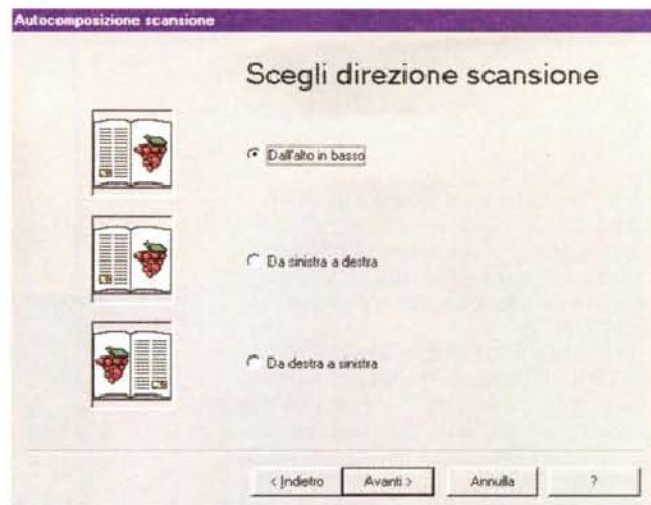 Autocomposizione scansione
Scegli direzione scansione
Dall'alto in basso
Da sinistra a destra
Da destra a sinistra
< Indietro
Avanti >
Annulla
?